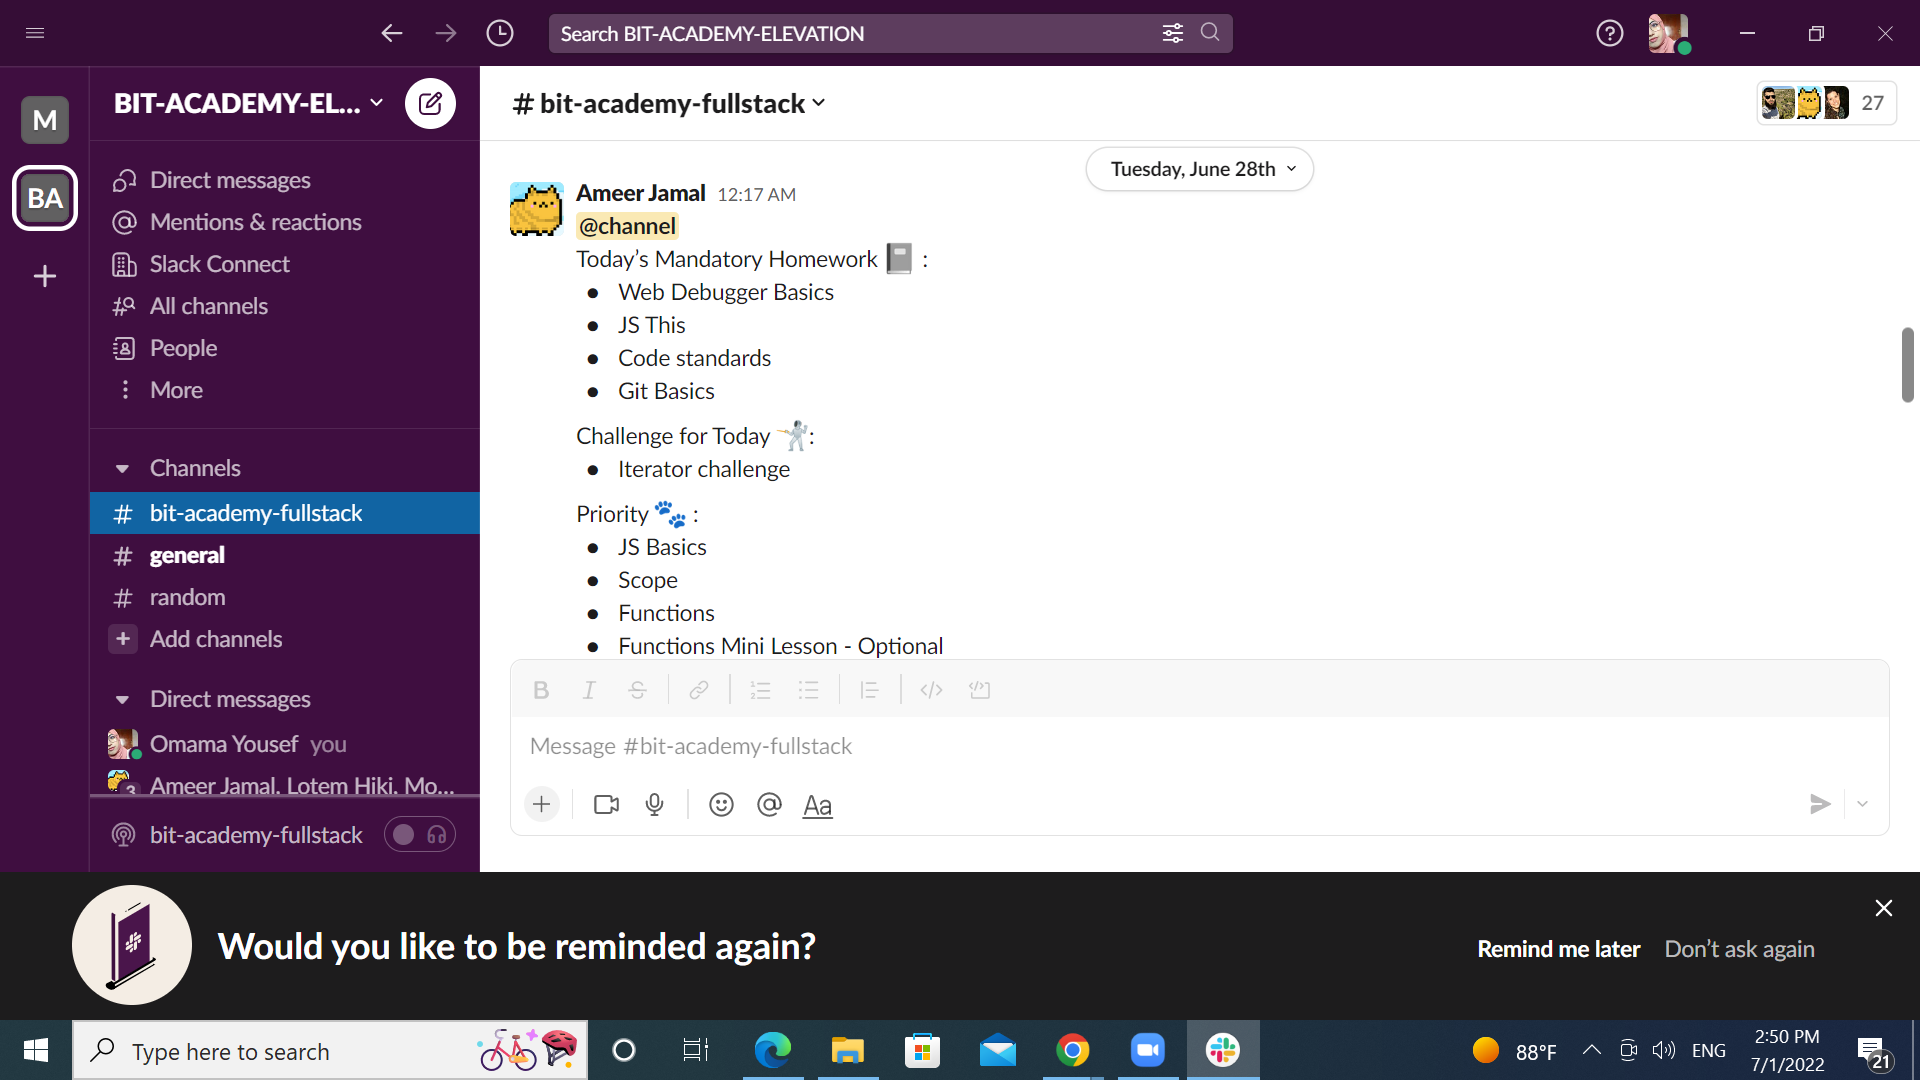 Search BIT-ACADEMY-ELEVATION
M
BA
BIT-ACADEMY-EL...
Direct messages
Mentions & reactions
Slack Connect
All channels
People
More
Channels
# bit-academy-fullstack
# general
# random
+ Add channels
Direct messages
Omama Yousef you
3 Ameer Jamal, Lotem Hiki, Mo...
bit-academy-fullstack
# bit-academy-fullstack
27
Tuesday, June 28th
Ameer Jamal 12:17 AM
@channel
Today’s Mandatory Homework :
• Web Debugger Basics
• JS This
• Code standards
• Git Basics
Challenge for Today :
• Iterator challenge
Priority :
• JS Basics
• Scope
• Functions
• Functions Mini Lesson - Optional
B I S
Message #bit-academy-fullstack
Aa
Would you like to be reminded again?
Remind me later Don’t ask again
Type here to search
88°F
ENG
2:50 PM
7/1/2022
21